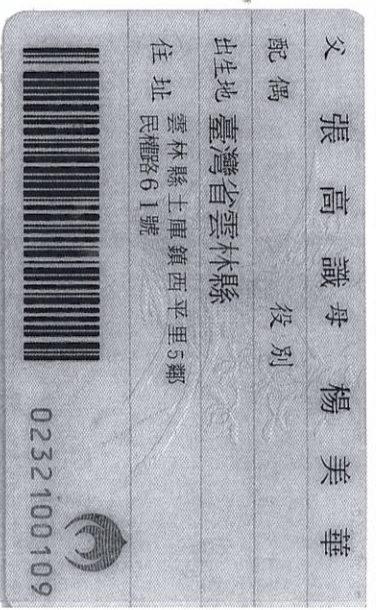 父 張高識 母 楊美華
配偶 役別
出生地 臺灣省雲林縣
住址 雲林縣土庫鎮西平里5鄰
民權路61號
0232100109